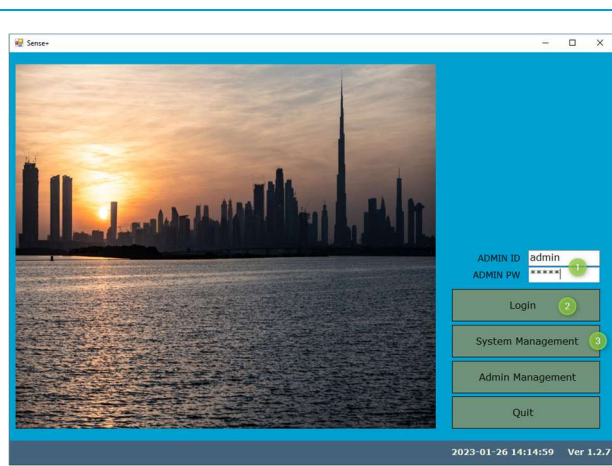 Sense+
ADMIN ID admin 1
ADMIN PW *****
Login 2
System Management 3
Admin Management
Quit
2023-01-26 14:14:59 Ver 1.2.7